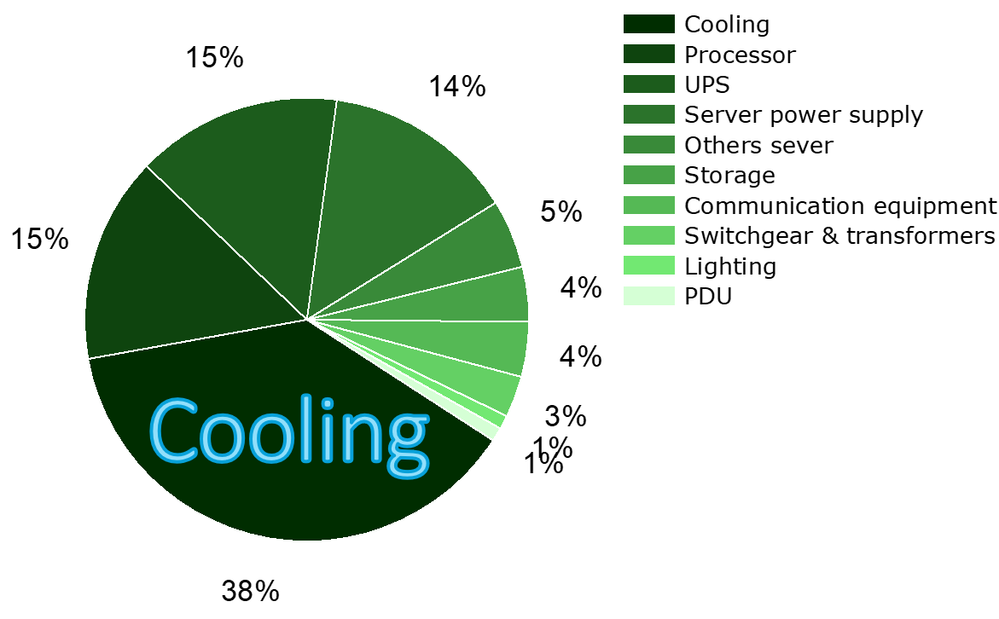 15%
14%
15%
5%
4%
4%
3%
1%
1%
38%
Cooling
Cooling
Processor
UPS
Server power supply
Others sever
Storage
Communication equipment
Switchgear & transformers
Lighting
PDU